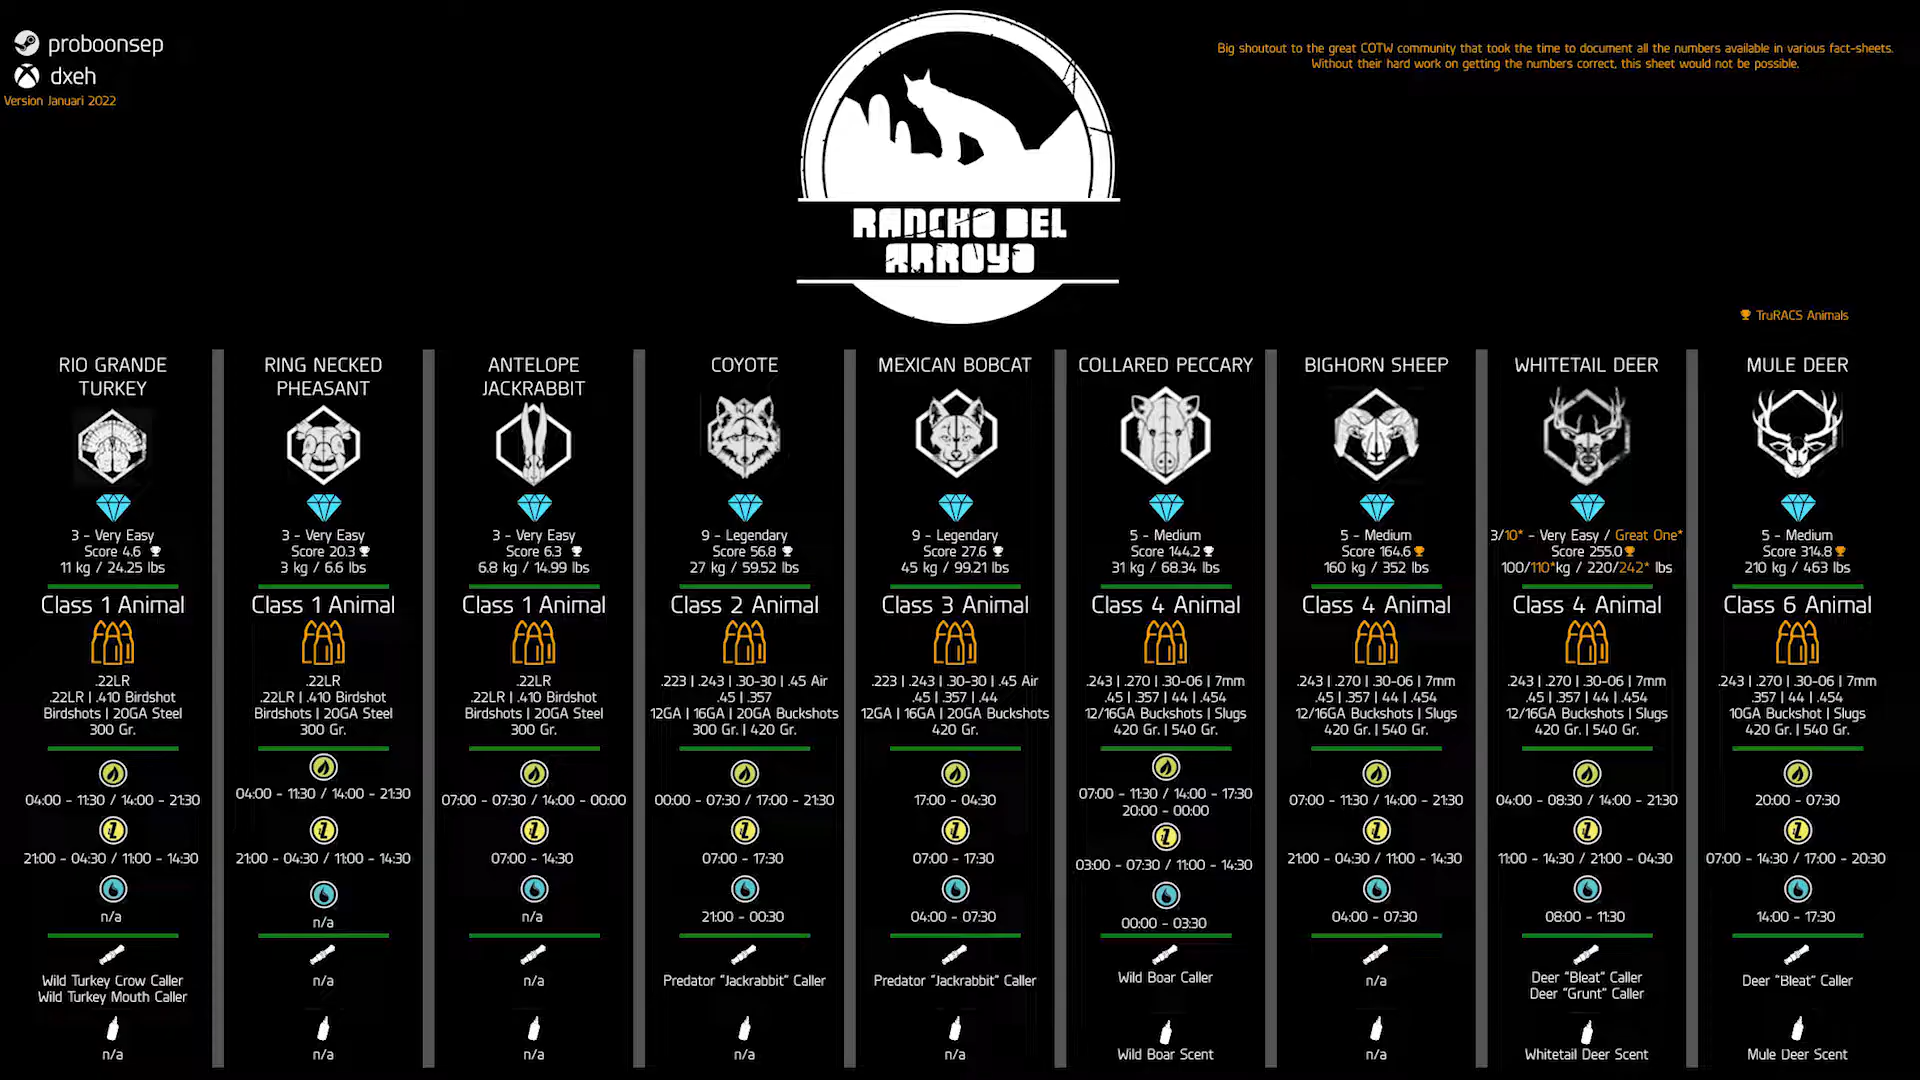 proboonsep
dxeh
Version Januari 2022
Big shoutout to the great COTW community that took the time to document all the numbers available in various fact-sheets.
Without their hard work on getting the numbers correct, this sheet would not be possible.
RANCHO DEL
ARROYO
TruRACS Animals
RIO GRANDE
TURKEY
3 - Very Easy
Score 4.6
11 kg / 24.25 lbs
Class 1 Animal
.22LR
.22LR | .410 Birdshot
Birdshots | 20GA Steel
300 Gr.
04:00 - 11:30 / 14:00 - 21:30
21:00 - 04:30 / 11:00 - 14:30
n/a
Wild Turkey Crow Caller
Wild Turkey Mouth Caller
n/a
RING NECKED
PHEASANT
3 - Very Easy
Score 20.3
3 kg / 6.6 lbs
Class 1 Animal
.22LR
.22LR | .410 Birdshot
Birdshots | 20GA Steel
300 Gr.
04:00 - 11:30 / 14:00 - 21:30
21:00 - 04:30 / 11:00 - 14:30
n/a
n/a
n/a
ANTELOPE
JACKRABBIT
3 - Very Easy
Score 6.3
6.8 kg / 14.99 lbs
Class 1 Animal
.22LR
.22LR | .410 Birdshot
Birdshots | 20GA Steel
300 Gr.
07:00 - 07:30 / 14:00 - 00:00
07:00 - 14:30
n/a
n/a
n/a
COYOTE
9 - Legendary
Score 56.8
27 kg / 59.52 lbs
Class 2 Animal
.223 | .243 | .30-30 | .45 Air
.45 | .357
12GA | 16GA | 20GA Buckshots
300 Gr. | 420 Gr.
00:00 - 07:30 / 17:00 - 21:30
07:00 - 17:30
21:00 - 00:30
Predator "Jackrabbit" Caller
n/a
MEXICAN BOBCAT
9 - Legendary
Score 27.6
45 kg / 99.21 lbs
Class 3 Animal
.223 | .243 | .30-30 | .45 Air
.45 | .357 | .44
12GA | 16GA | 20GA Buckshots
420 Gr.
17:00 - 04:30
07:00 - 17:30
04:00 - 07:30
Predator "Jackrabbit" Caller
n/a
COLLARED PECCARY
5 - Medium
Score 144.2
31 kg / 68.34 lbs
Class 4 Animal
.243 | .270 | .30-06 | 7mm
.45 | .357 | 44 | .454
12/16GA Buckshots | Slugs
420 Gr. | 540 Gr.
07:00 - 11:30 / 14:00 - 17:30
20:00 - 00:00
03:00 - 07:30 / 11:00 - 14:30
00:00 - 03:30
Wild Boar Caller
Wild Boar Scent
BIGHORN SHEEP
5 - Medium
Score 164.6
160 kg / 352 lbs
Class 4 Animal
.243 | .270 | .30-06 | 7mm
.45 | .357 | 44 | .454
12/16GA Buckshots | Slugs
420 Gr. | 540 Gr.
07:00 - 11:30 / 14:00 - 21:30
21:00 - 04:30 / 11:00 - 14:30
04:00 - 07:30
n/a
n/a
WHITETAIL DEER
3/10* - Very Easy / Great One*
Score 255.0
100/110*kg / 220/242* lbs
Class 4 Animal
.243 | .270 | .30-06 | 7mm
.45 | .357 | 44 | .454
12/16GA Buckshots | Slugs
420 Gr. | 540 Gr.
04:00 - 08:30 / 14:00 - 21:30
11:00 - 14:30 / 21:00 - 04:30
08:00 - 11:30
Deer "Bleat" Caller
Deer "Grunt" Caller
Whitetail Deer Scent
MULE DEER
5 - Medium
Score 314.8
210 kg / 463 lbs
Class 6 Animal
.243 | .270 | .30-06 | 7mm
.357 | 44 | .454
10GA Buckshot | Slugs
420 Gr. | 540 Gr.
20:00 - 07:30
07:00 - 14:30 / 17:00 - 20:30
14:00 - 17:30
Deer "Bleat" Caller
Mule Deer Scent